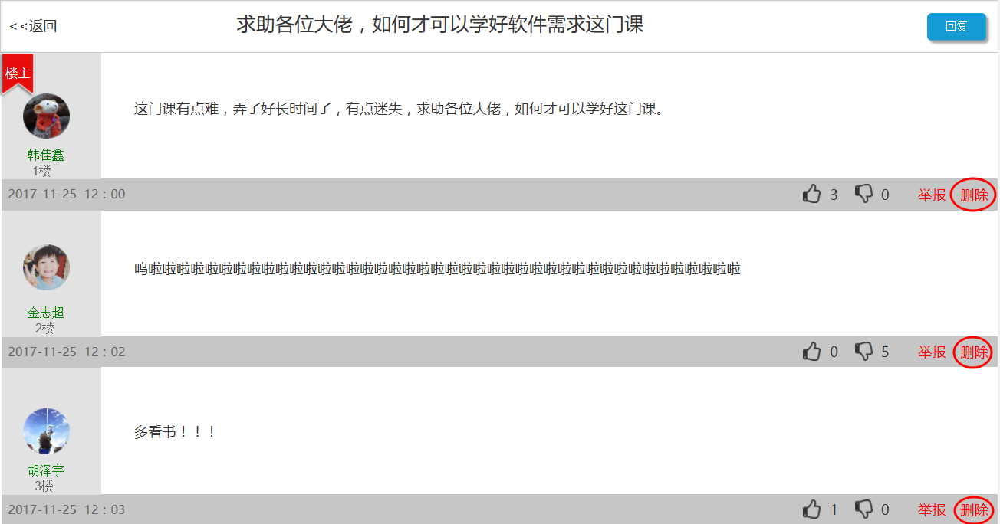 <<返回
求助各位大佬，如何才可以学好软件需求这门课
回复
楼主
这门课有点难，弄了好长时间了，有点迷失，求助各位大佬，如何才可以学好这门课。
韩佳鑫
1楼
2017-11-25 12：00
3 0 举报 删除
呜啦啦啦啦啦啦啦啦啦啦啦啦啦啦啦啦啦啦啦啦啦啦啦啦啦啦啦啦啦啦啦啦啦啦啦啦啦啦啦啦啦啦
金志超
2楼
2017-11-25 12：02
0 5 举报 删除
多看书！！！
胡泽宇
3楼
2017-11-25 12：03
1 0 举报 删除